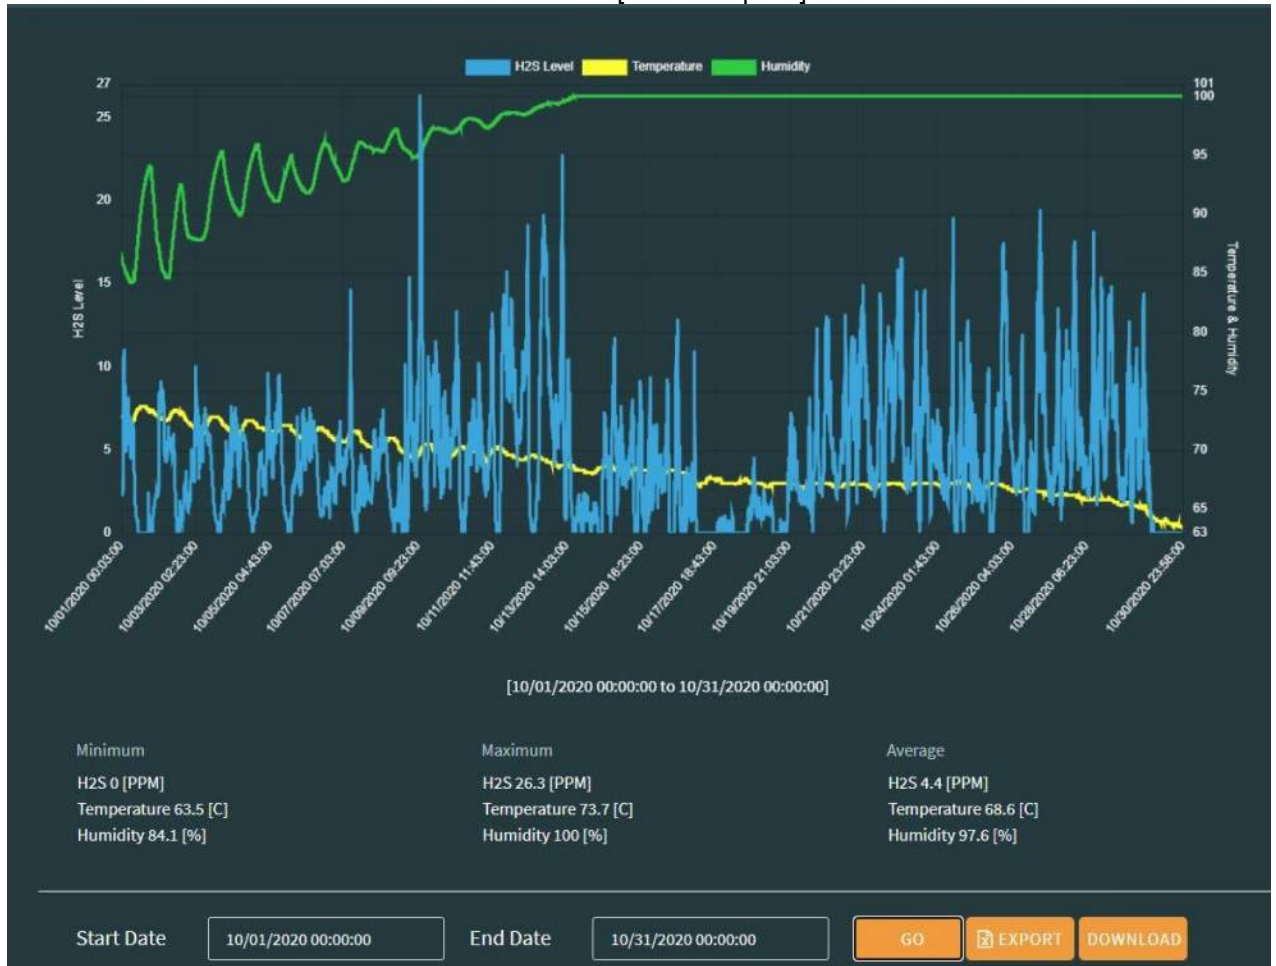 H2S Level Temperature Humidity
27
25
20
15
10
5
0
H2S Level
101
100
95
90
85
80
75
70
65
63
Temperature & Humidity
10/01/2020 00:03:00
10/03/2020 02:23:00
10/05/2020 04:43:00
10/07/2020 07:03:00
10/09/2020 09:23:00
10/11/2020 11:43:00
10/13/2020 14:03:00
10/15/2020 16:23:00
10/17/2020 18:43:00
10/19/2020 21:03:00
10/21/2020 23:23:00
10/24/2020 01:43:00
10/26/2020 04:03:00
10/28/2020 06:23:00
10/30/2020 23:58:00
[10/01/2020 00:00:00 to 10/31/2020 00:00:00]
Minimum
H2S 0 [PPM]
Temperature 63.5 [C]
Humidity 84.1 [%]
Maximum
H2S 26.3 [PPM]
Temperature 73.7 [C]
Humidity 100 [%]
Average
H2S 4.4 [PPM]
Temperature 68.6 [C]
Humidity 97.6 [%]
Start Date 10/01/2020 00:00:00 End Date 10/31/2020 00:00:00 GO EXPORT DOWNLOAD